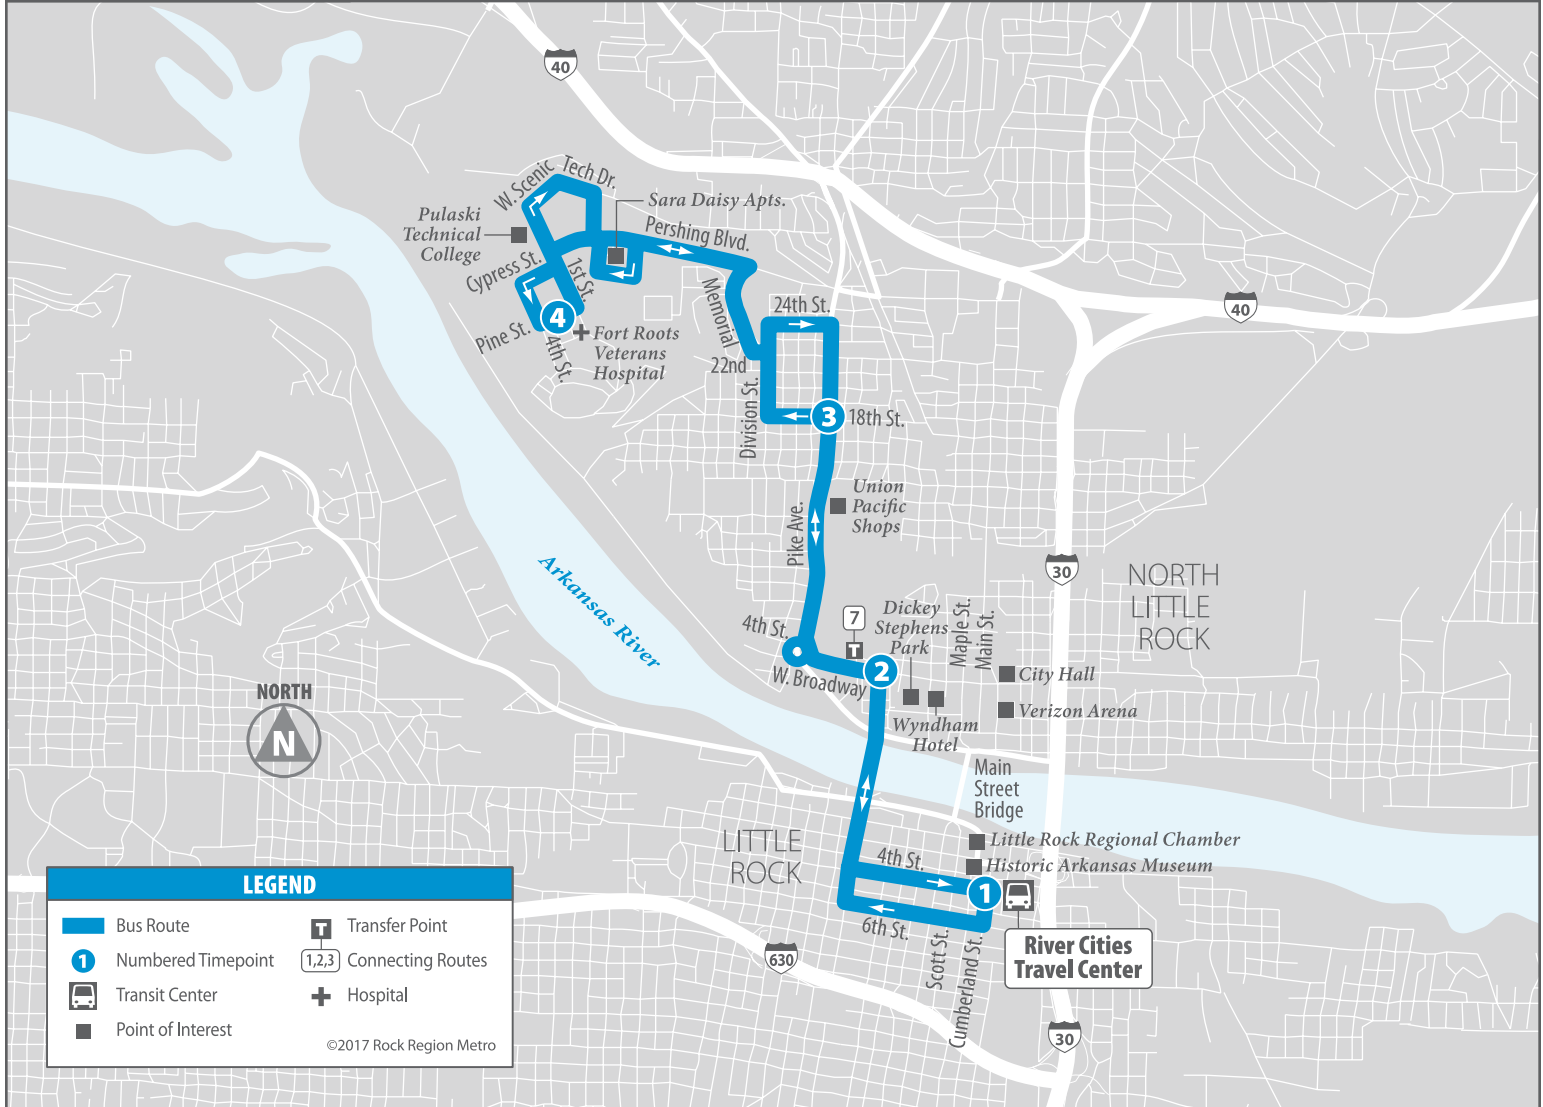 40
W. Scenic
Tech Dr.
Sara Daisy Apts.
Pulaski
Technical
College
Pershing Blvd.
Cypress St.
1st St.
Memorial
24th St.
40
4
Pine St.
4th St.
Fort Roots
Veterans
Hospital
22nd
Division St.
3
18th St.
Union
Pacific
Shops
Pike Ave.
Arkansas River
30
NORTH
LITTLE
ROCK
7
T
4th St.
Dickey
Stephens
Park
Maple St.
Main St.
2
W. Broadway
City Hall
Verizon Arena
Wyndham
Hotel
NORTH
N
Main
Street
Bridge
LITTLE
ROCK
Little Rock Regional Chamber
Historic Arkansas Museum
4th St.
1
6th St.
Scott St.
Cumberland St.
River Cities
Travel Center
630
30
LEGEND
Bus Route
T Transfer Point
1 Numbered Timepoint
1,2,3 Connecting Routes
Transit Center
Hospital
Point of Interest
©2017 Rock Region Metro